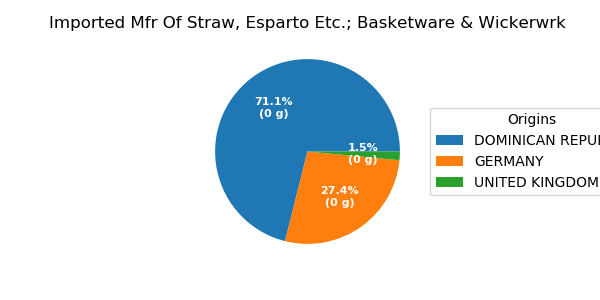 Imported Mfr Of Straw, Esparto Etc.; Basketware & Wickerwrk
71.1%
(0 g)
1.5%
(0 g)
27.4%
(0 g)
Origins
DOMINICAN REPU
GERMANY
UNITED KINGDOM